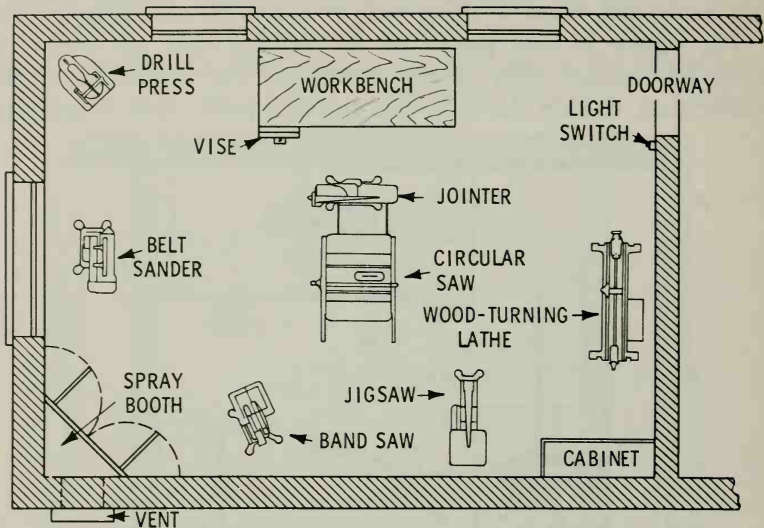 DRILL
PRESS
WORKBENCH
DOORWAY
LIGHT
SWITCH
VISE
JOINTER
BELT
SANDER
CIRCULAR
SAW
WOOD-TURNING
LATHE
SPRAY
BOOTH
JIGSAW
BAND SAW
CABINET
VENT